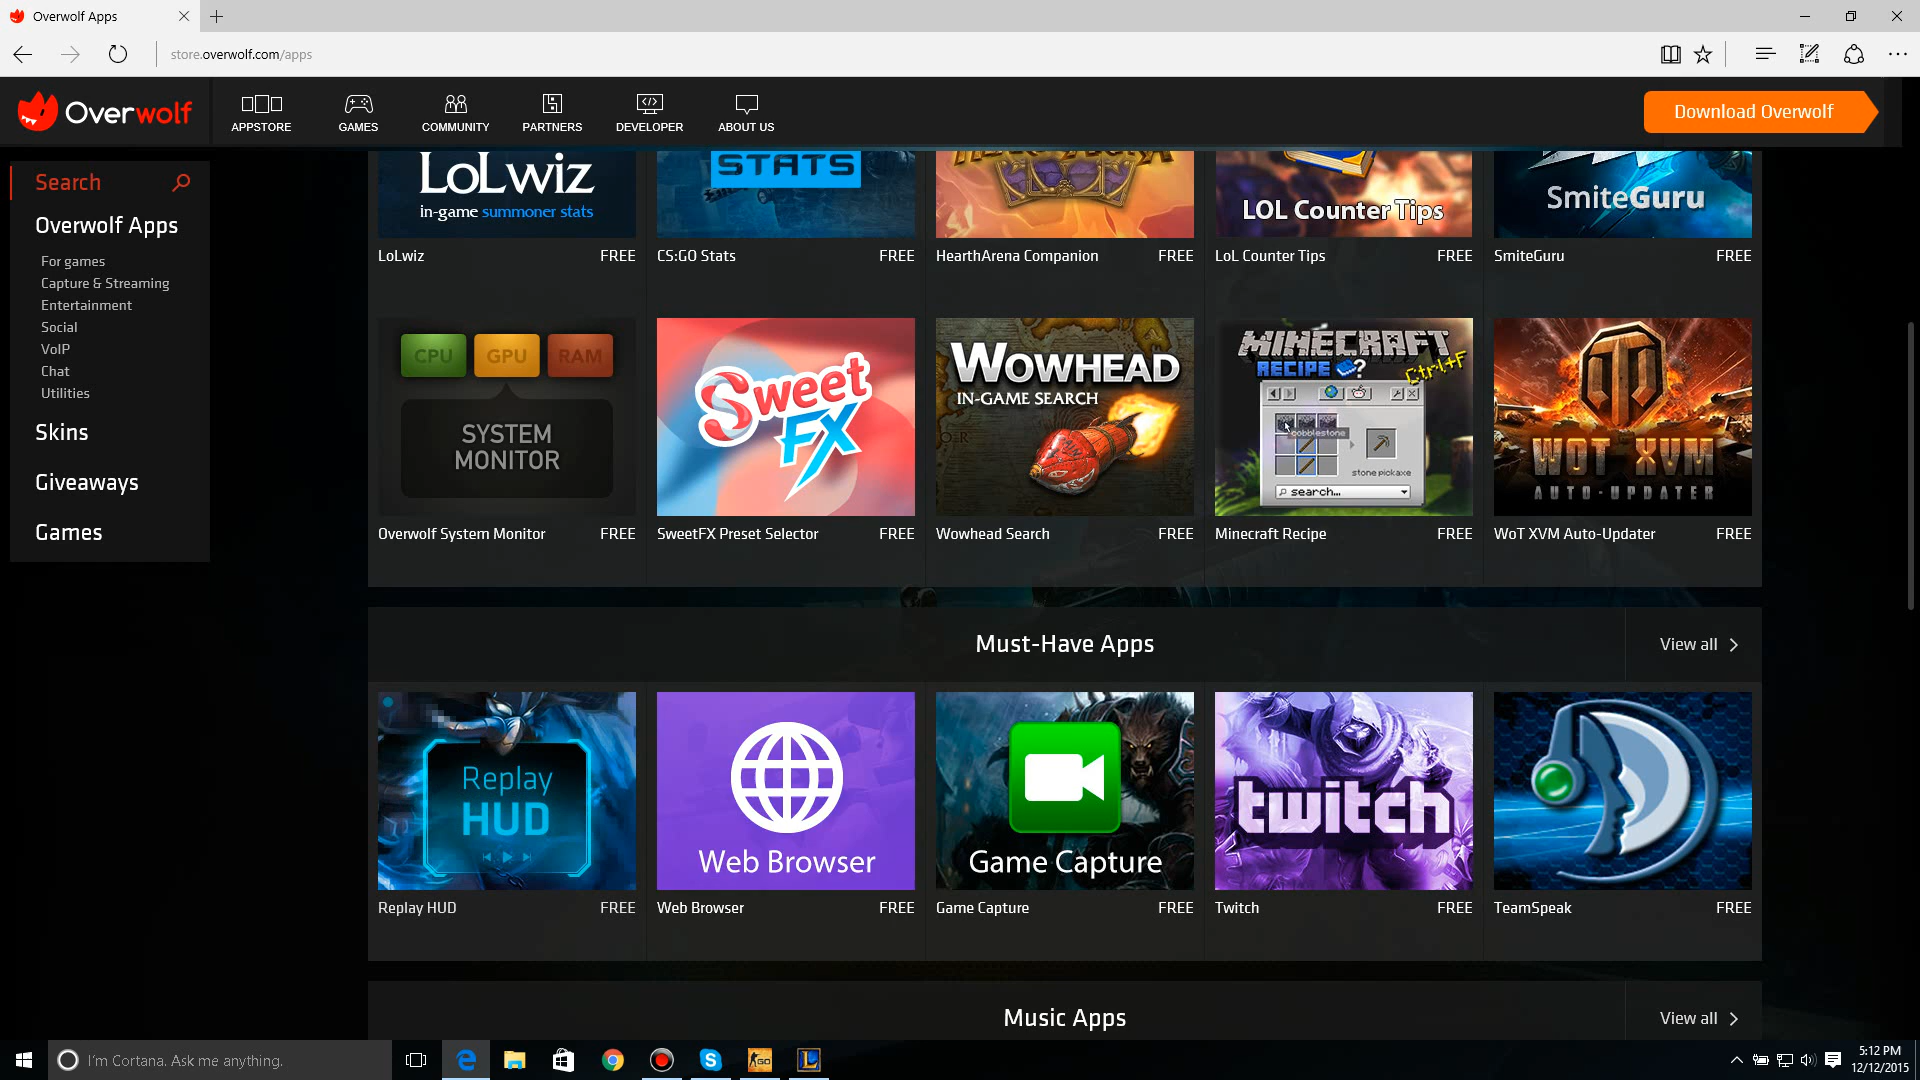 Overwolf Apps
store.overwolf.com/apps
Overwolf
APPSTORE
GAMES
COMMUNITY
PARTNERS
DEVELOPER
ABOUT US
Download Overwolf
Search
Overwolf Apps
For games
Capture & Streaming
Entertainment
Social
VoIP
Chat
Utilities
Skins
Giveaways
Games
LoLwiz
in-game summoner stats
STATS
LOL Counter Tips
SmiteGuru
LoLwiz FREE
CS:GO Stats FREE
HearthArena Companion FREE
LoL Counter Tips FREE
SmiteGuru FREE
CPU GPU RAM
SYSTEM
MONITOR
Sweet
FX
WOWHEAD
IN-GAME SEARCH
MINECRAFT
RECIPE ?
Ctrl+F
cobblestone
stone pickaxe
search...
WOT XVM
AUTO-UPDATER
Overwolf System Monitor FREE
SweetFX Preset Selector FREE
Wowhead Search FREE
Minecraft Recipe FREE
WoT XVM Auto-Updater FREE
Must-Have Apps
View all
Replay
HUD
Web Browser
Game Capture
twitch
Replay HUD FREE
Web Browser FREE
Game Capture FREE
Twitch FREE
TeamSpeak FREE
Music Apps
View all
I'm Cortana. Ask me anything.
GO
L
5:12 PM
12/12/2015